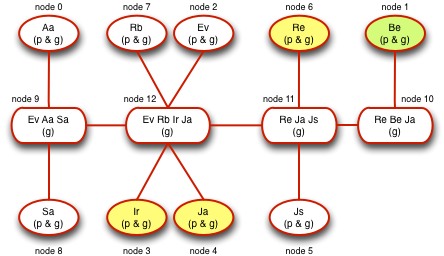 node 0
node 7
node 2
node 6
node 1
Aa
(p & g)
Rb
(p & g)
Ev
(p & g)
Re
(p & g)
Be
(p & g)
node 9
node 12
node 11
node 10
Ev Aa Sa
(g)
Ev Rb Ir Ja
(g)
Re Ja Js
(g)
Re Be Ja
(g)
Sa
(p & g)
Ir
(p & g)
Ja
(p & g)
Js
(p & g)
node 8
node 3
node 4
node 5